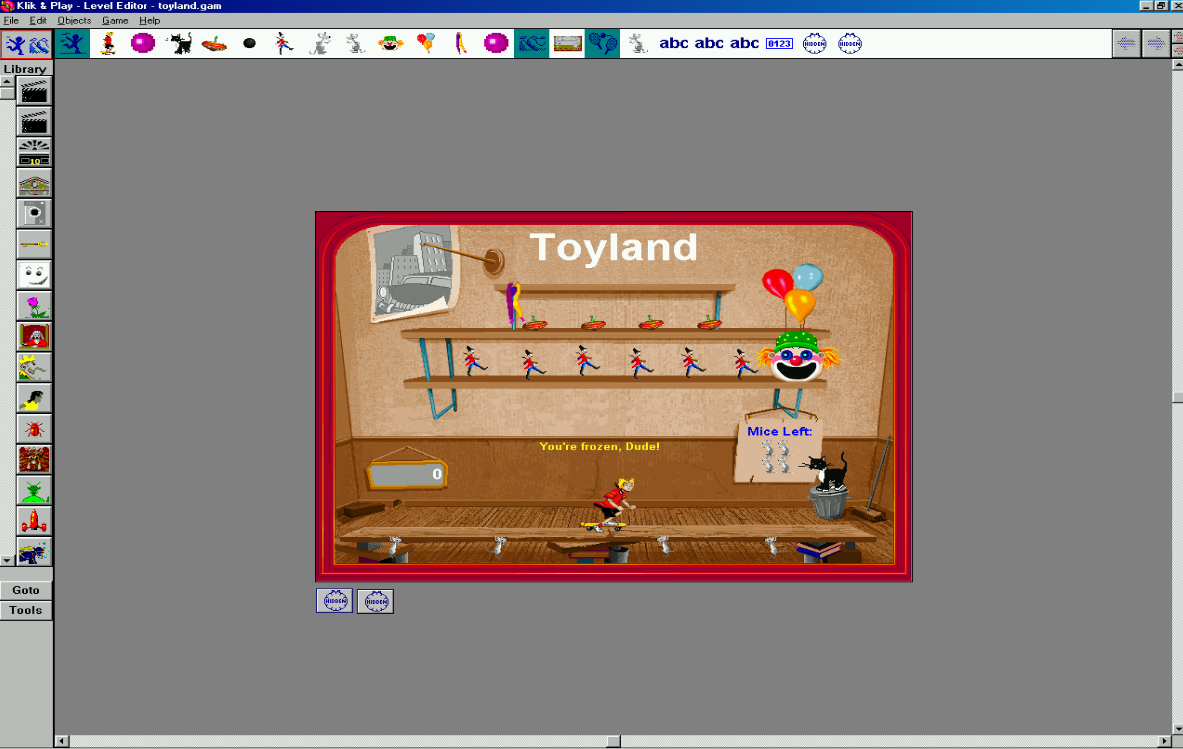 Klik & Play - Level Editor - toyland.gam
File Edit Objects Game Help
abc abc abc 0123 HIDDEN HIDDEN
Library
10
Toyland
You're frozen, Dude!
Mice Left:
0
Goto
Tools
HIDDEN HIDDEN